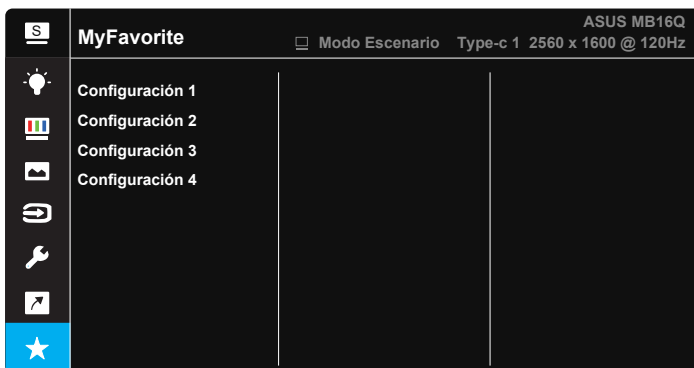 S
ASUS MB16Q
MyFavorite
Modo Escenario Type-c 1 2560 x 1600 @ 120Hz
Configuración 1
Configuración 2
Configuración 3
Configuración 4